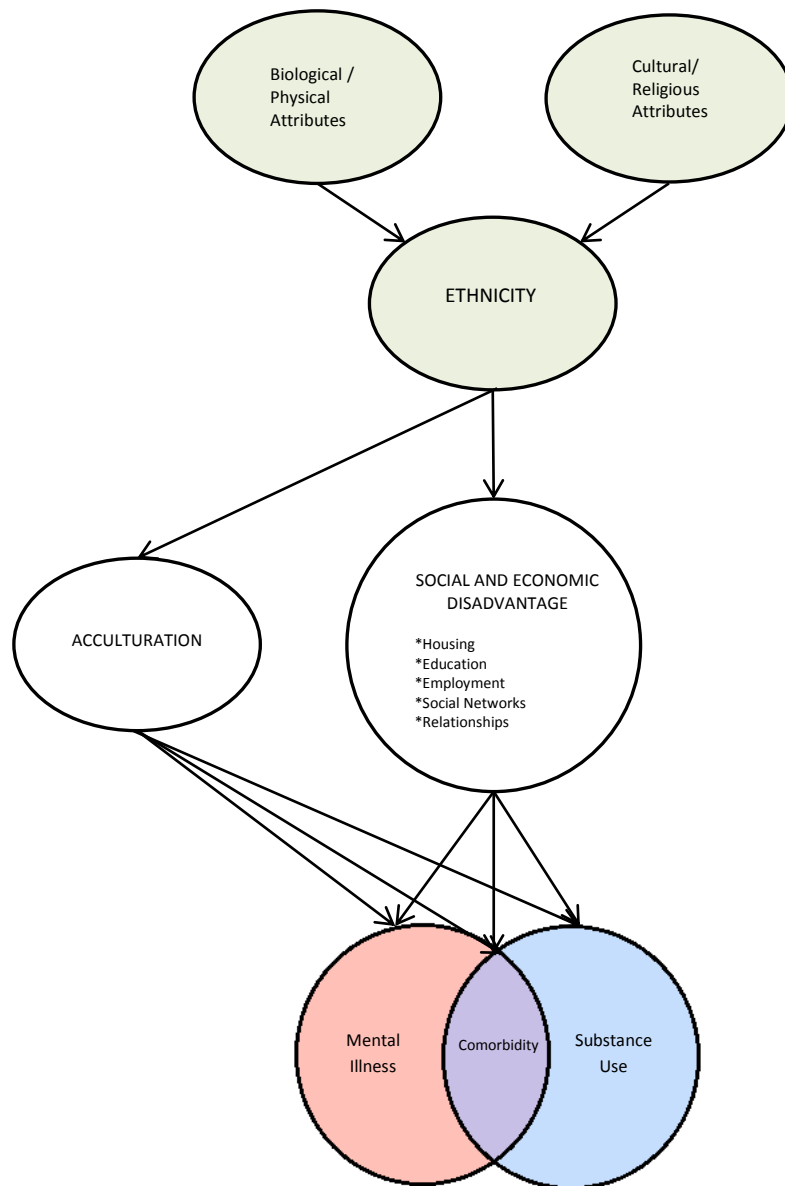 Biological /
Physical
Attributes
Cultural/
Religious
Attributes
ETHNICITY
ACCULTURATION
SOCIAL AND ECONOMIC
DISADVANTAGE
*Housing
*Education
*Employment
*Social Networks
*Relationships
Mental
Illness
Comorbidity
Substance
Use